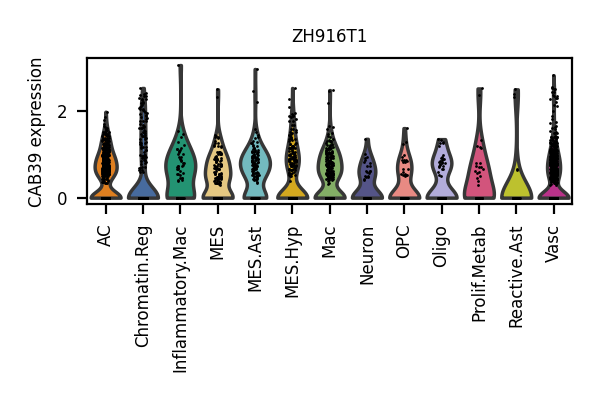 ZH916T1
CAB39 expression
2
0
AC
Chromatin.Reg
Inflammatory.Mac
MES
MES.Ast
MES.Hyp
Mac
Neuron
OPC
Oligo
Prolif.Metab
Reactive.Ast
Vasc